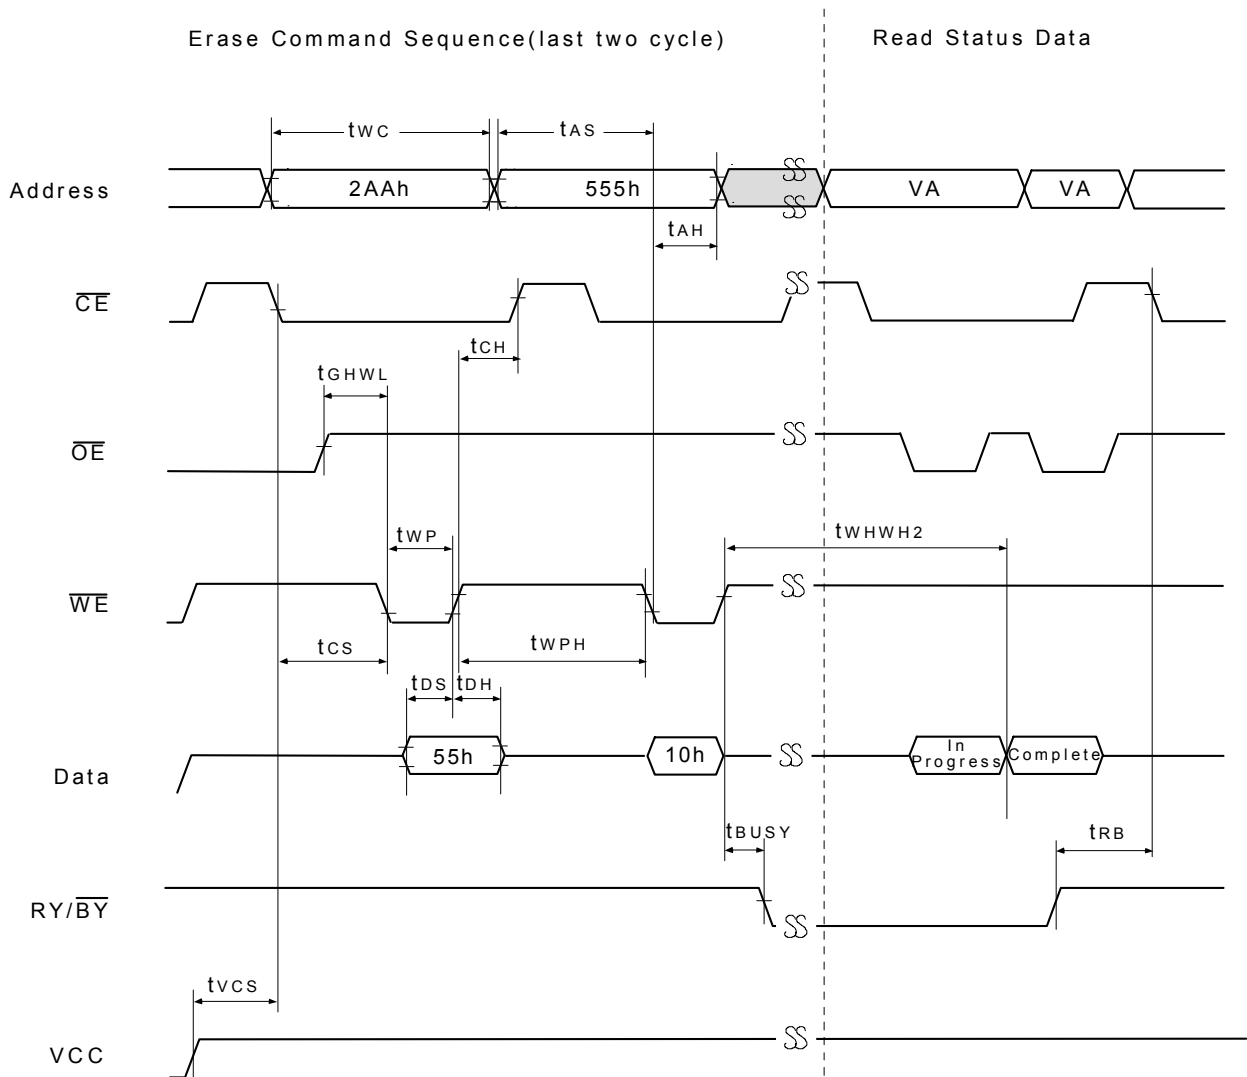 Erase Command Sequence(last two cycle) Read Status Data
tWC tAS
Address 2AAh 555h VA VA
tAH
CE
tCH
tGHWL
OE
tWP tWHWH2
WE
tCS tWPH
tDS tDH
Data 55h 10h In Progress Complete
tBUSY tRB
RY/BY
tVCS
VCC